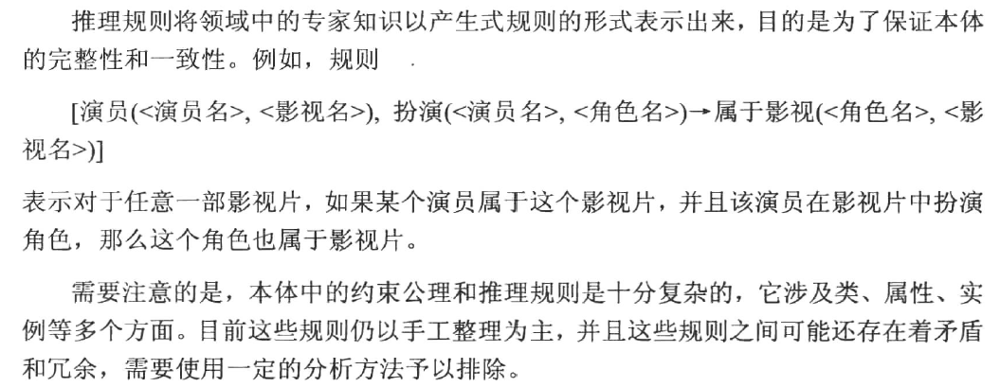 推理规则将领域中的专家知识以产生式规则的形式表示出来，目的是为了保证本体
的完整性和一致性。例如，规则
[演员(<演员名>, <影视名>), 扮演(<演员名>, <角色名>)→属于影视(<角色名>, <影
视名>)]
表示对于任意一部影视片，如果某个演员属于这个影视片，并且该演员在影视片中扮演
角色，那么这个角色也属于影视片。
需要注意的是，本体中的约束公理和推理规则是十分复杂的，它涉及类、属性、实
例等多个方面。目前这些规则仍以手工整理为主，并且这些规则之间可能还存在着矛盾
和冗余，需要使用一定的分析方法予以排除。